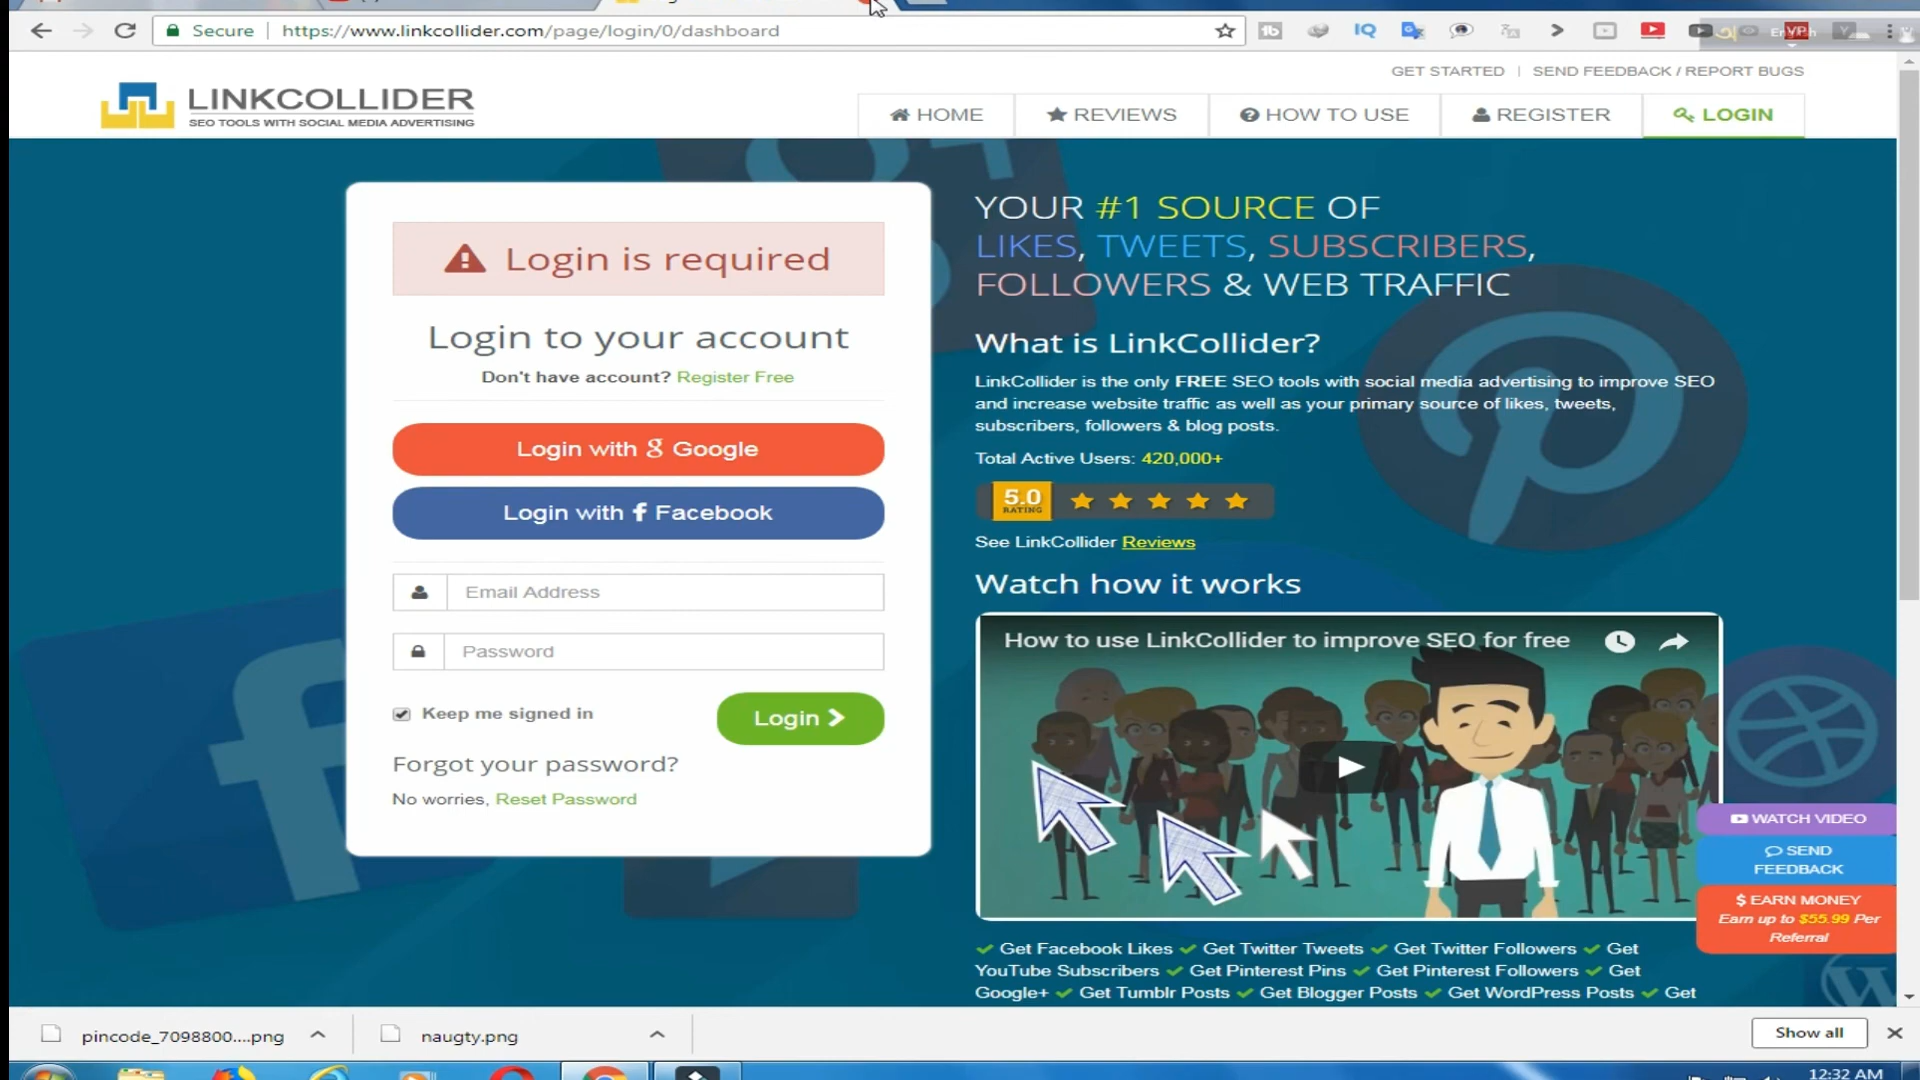 Secure
https://www.linkcollider.com/page/login/0/dashboard
GET STARTED | SEND FEEDBACK / REPORT BUGS
LINKCOLLIDER
SEO TOOLS WITH SOCIAL MEDIA ADVERTISING
HOME
REVIEWS
HOW TO USE
REGISTER
LOGIN
Login is required
Login to your account
Don't have account? Register Free
Login with g Google
Login with f Facebook
Email Address
Password
Keep me signed in
Login
Forgot your password?
No worries, Reset Password
YOUR #1 SOURCE OF
LIKES, TWEETS, SUBSCRIBERS,
FOLLOWERS & WEB TRAFFIC
What is LinkCollider?
LinkCollider is the only FREE SEO tools with social media advertising to improve SEO
and increase website traffic as well as your primary source of likes, tweets,
subscribers, followers & blog posts.
Total Active Users: 420,000+
5.0
RATING
See LinkCollider Reviews
Watch how it works
How to use LinkCollider to improve SEO for free
WATCH VIDEO
SEND
FEEDBACK
$ EARN MONEY
Earn up to $55.99 Per
Referral
Get Facebook Likes Get Twitter Tweets Get Twitter Followers Get
YouTube Subscribers Get Pinterest Pins Get Pinterest Followers Get
Google+ Get Tumblr Posts Get Blogger Posts Get WordPress Posts Get
pincode_7098800....png
naugty.png
Show all
12:32 AM